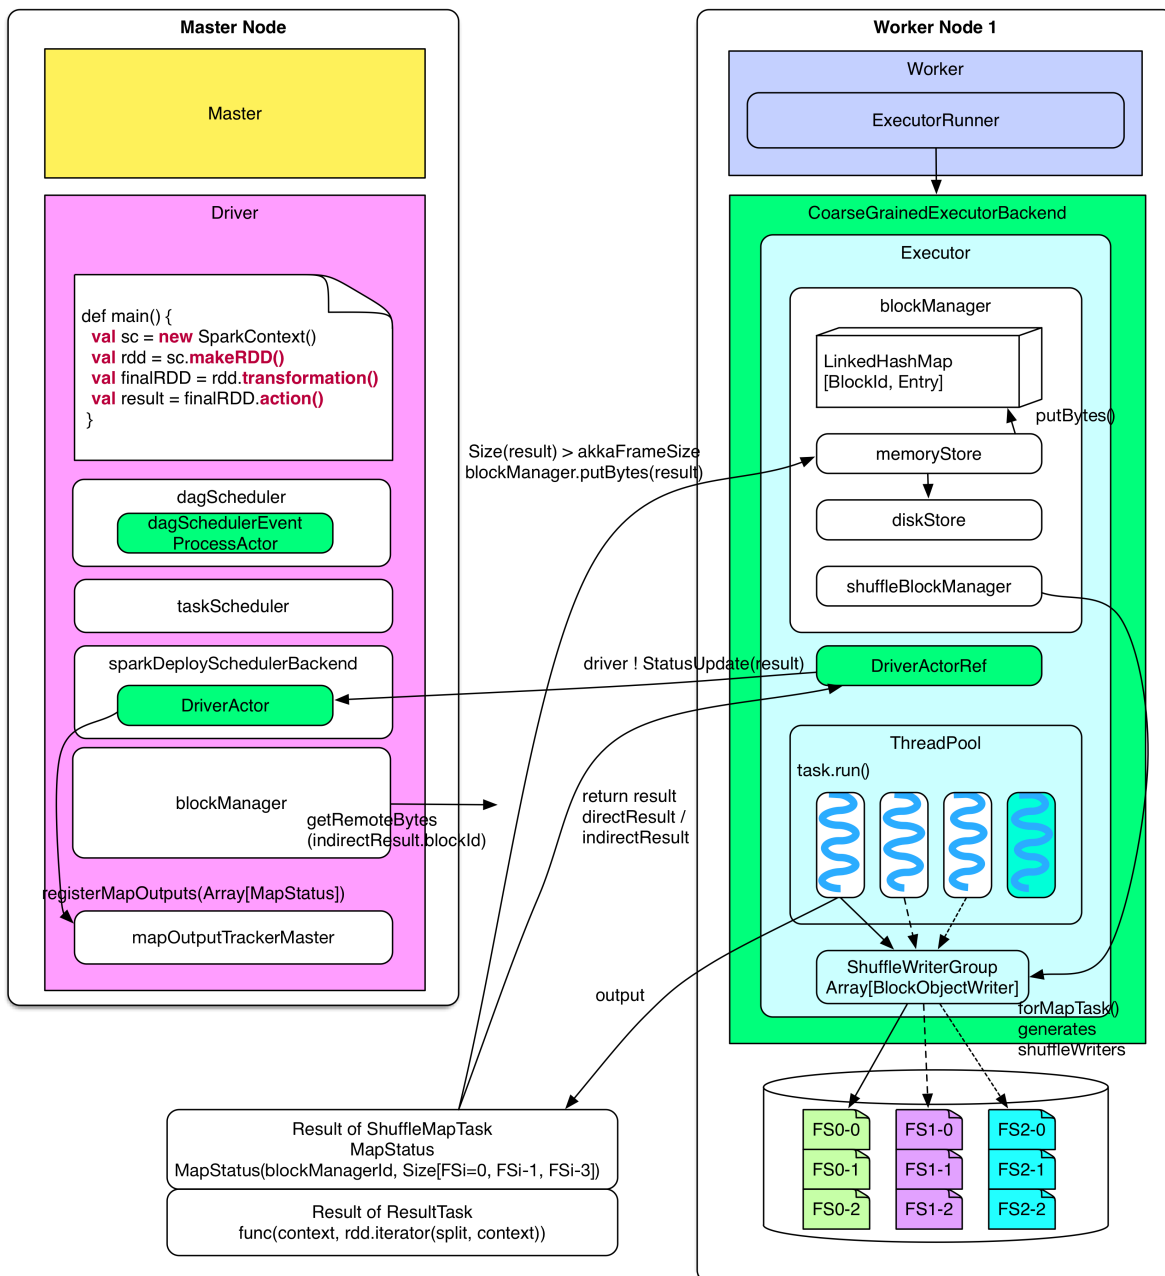 Master Node
Master
Driver
def main() {
val sc = new SparkContext()
val rdd = sc.makeRDD()
val finalRDD = rdd.transformation()
val result = finalRDD.action()
}
dagScheduler
dagSchedulerEvent
ProcessActor
taskScheduler
sparkDeploySchedulerBackend
DriverActor
blockManager
getRemoteBytes
(indirectResult.blockId)
registerMapOutputs(Array[MapStatus])
mapOutputTrackerMaster
Size(result) > akkaFrameSize
blockManager.putBytes(result)
driver ! StatusUpdate(result)
return result
directResult /
indirectResult
output
Result of ShuffleMapTask
MapStatus
MapStatus(blockManagerId, Size[FSi=0, FSi-1, FSi-3])
Result of ResultTask
func(context, rdd.iterator(split, context))
Worker Node 1
Worker
ExecutorRunner
CoarseGrainedExecutorBackend
Executor
blockManager
LinkedHashMap
[BlockId, Entry]
putBytes()
memoryStore
diskStore
shuffleBlockManager
DriverActorRef
ThreadPool
task.run()
ShuffleWriterGroup
Array[BlockObjectWriter]
forMapTask()
generates
shuffleWriters
FS0-0
FS1-0
FS2-0
FS0-1
FS1-1
FS2-1
FS0-2
FS1-2
FS2-2